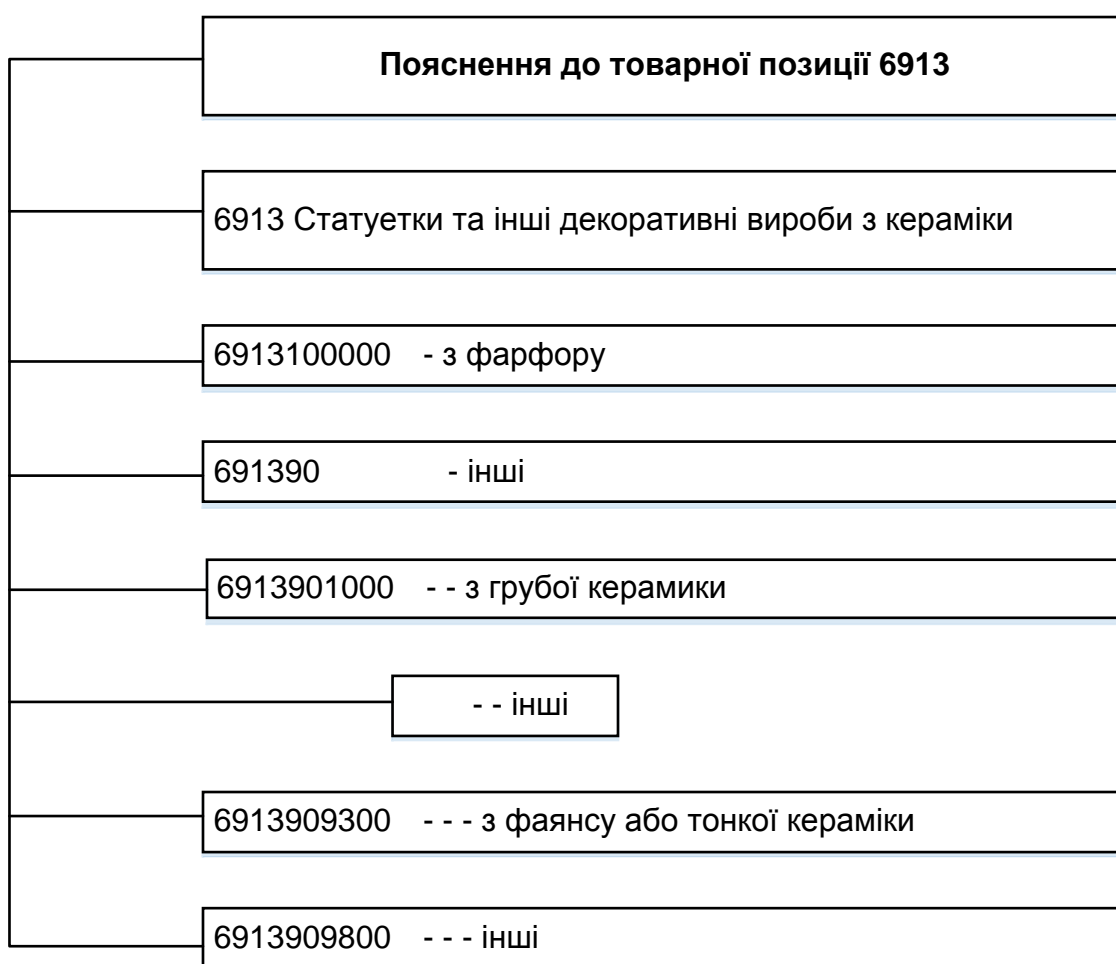 Пояснення до товарної позиції 6913
6913 Статуетки та інші декоративні вироби з кераміки
6913100000 - з фарфору
691390 - інші
6913901000 - - з грубої керамики
- - інші
6913909300 - - - з фаянсу або тонкої кераміки
6913909800 - - - інші